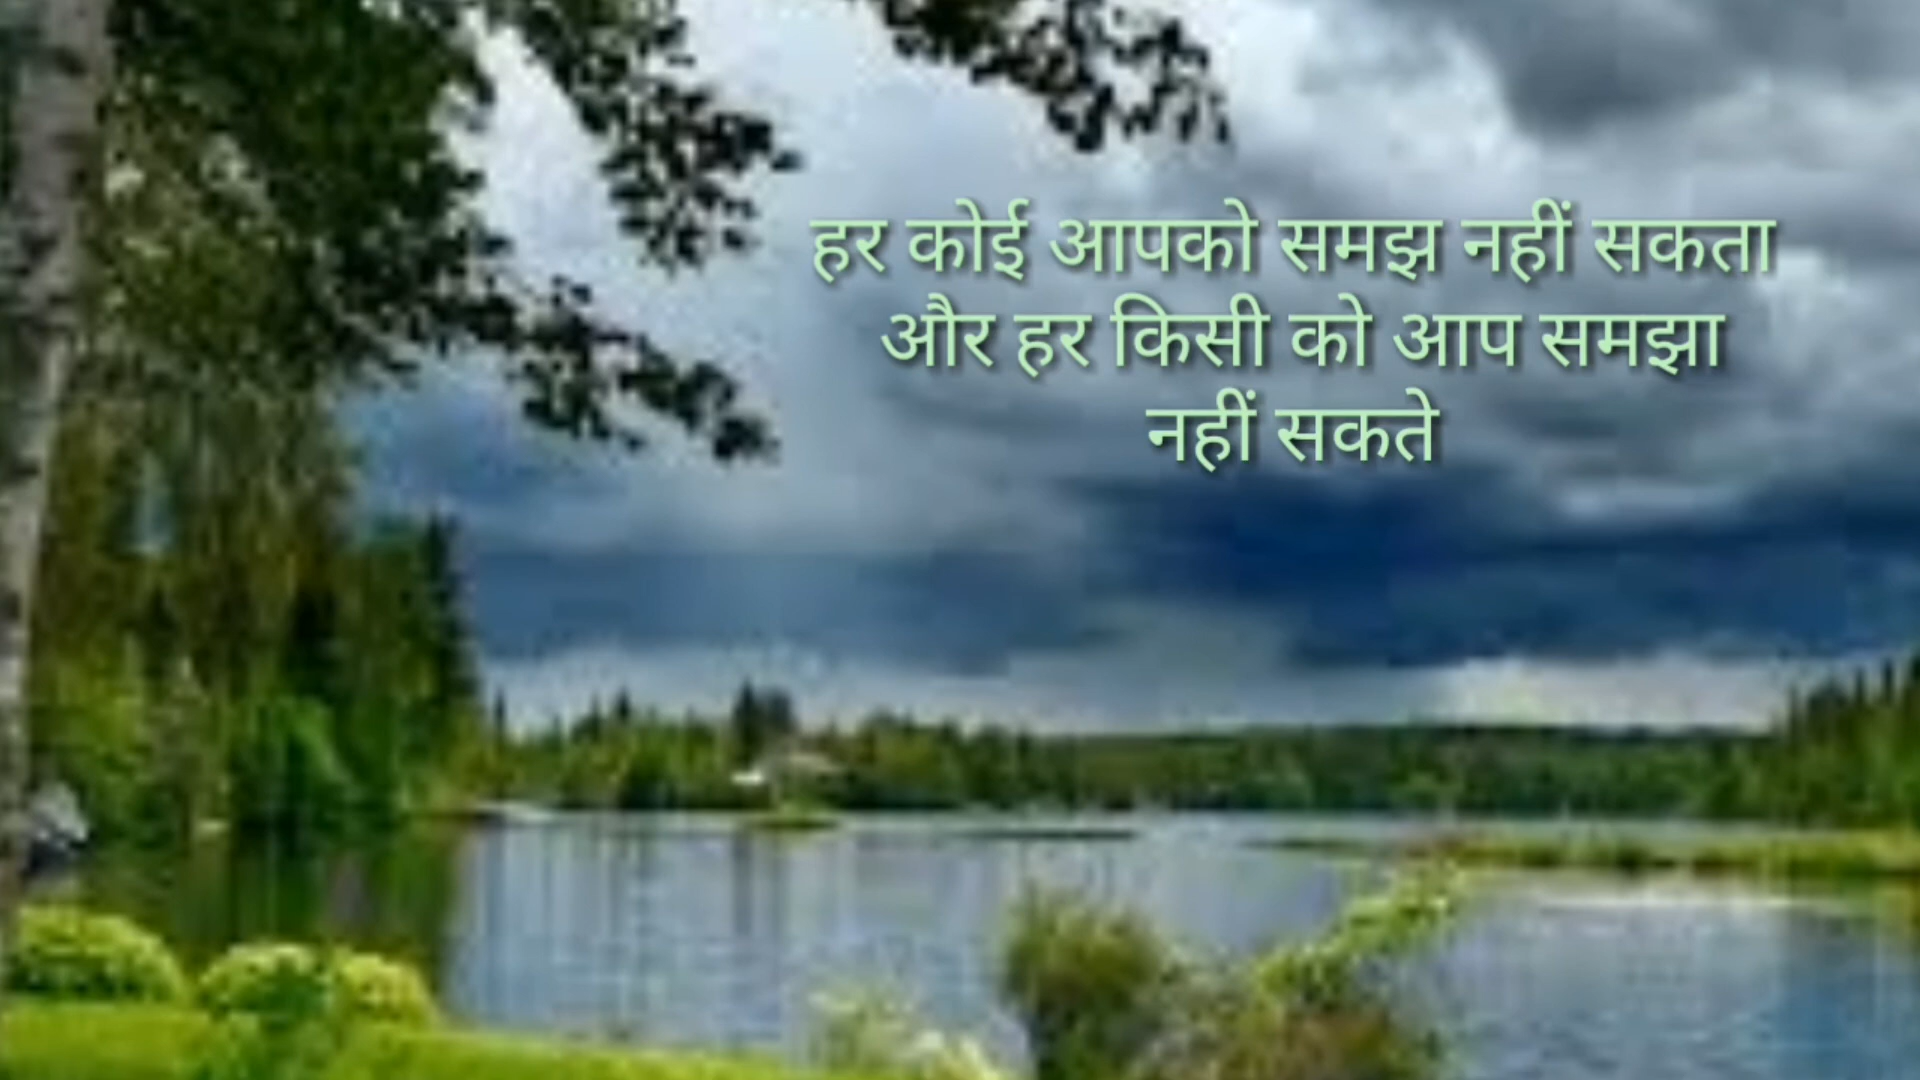 हर कोई आपको समझ नहीं सकता
और हर किसी को आप समझा
नहीं सकते